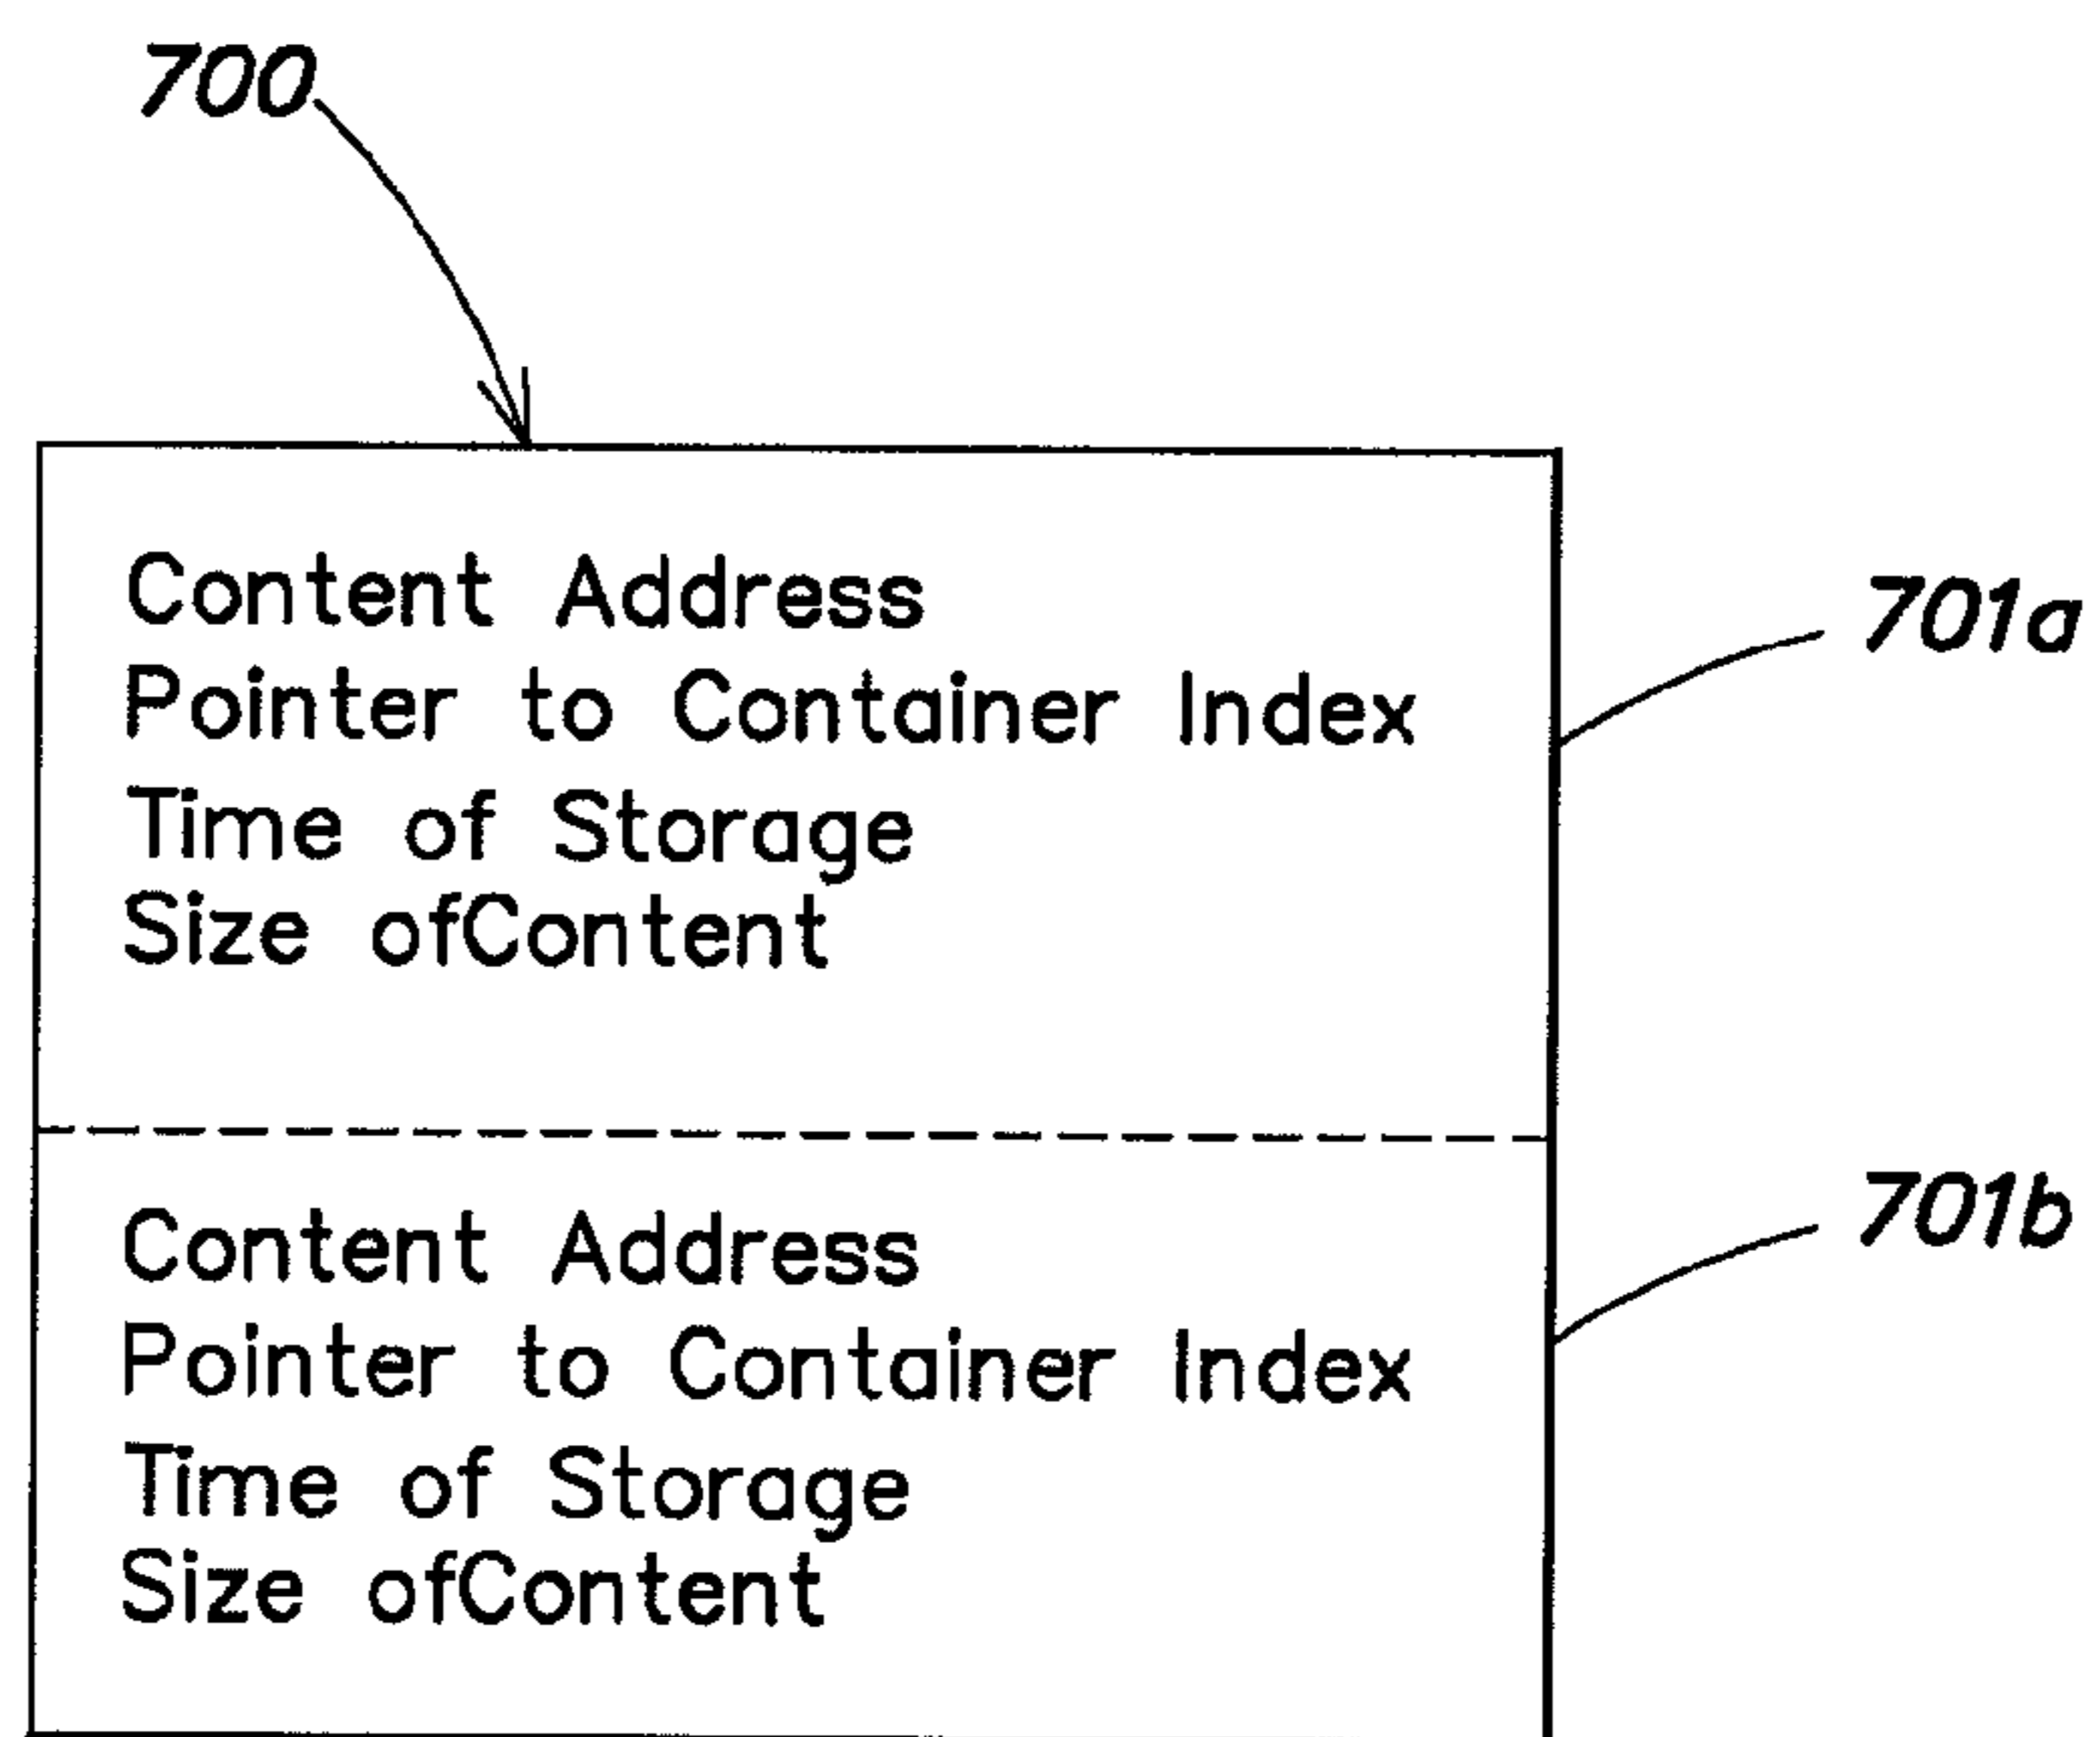 700
Content Address
Pointer to Container Index
Time of Storage
Size ofContent
701a
Content Address
Pointer to Container Index
Time of Storage
Size ofContent
701b